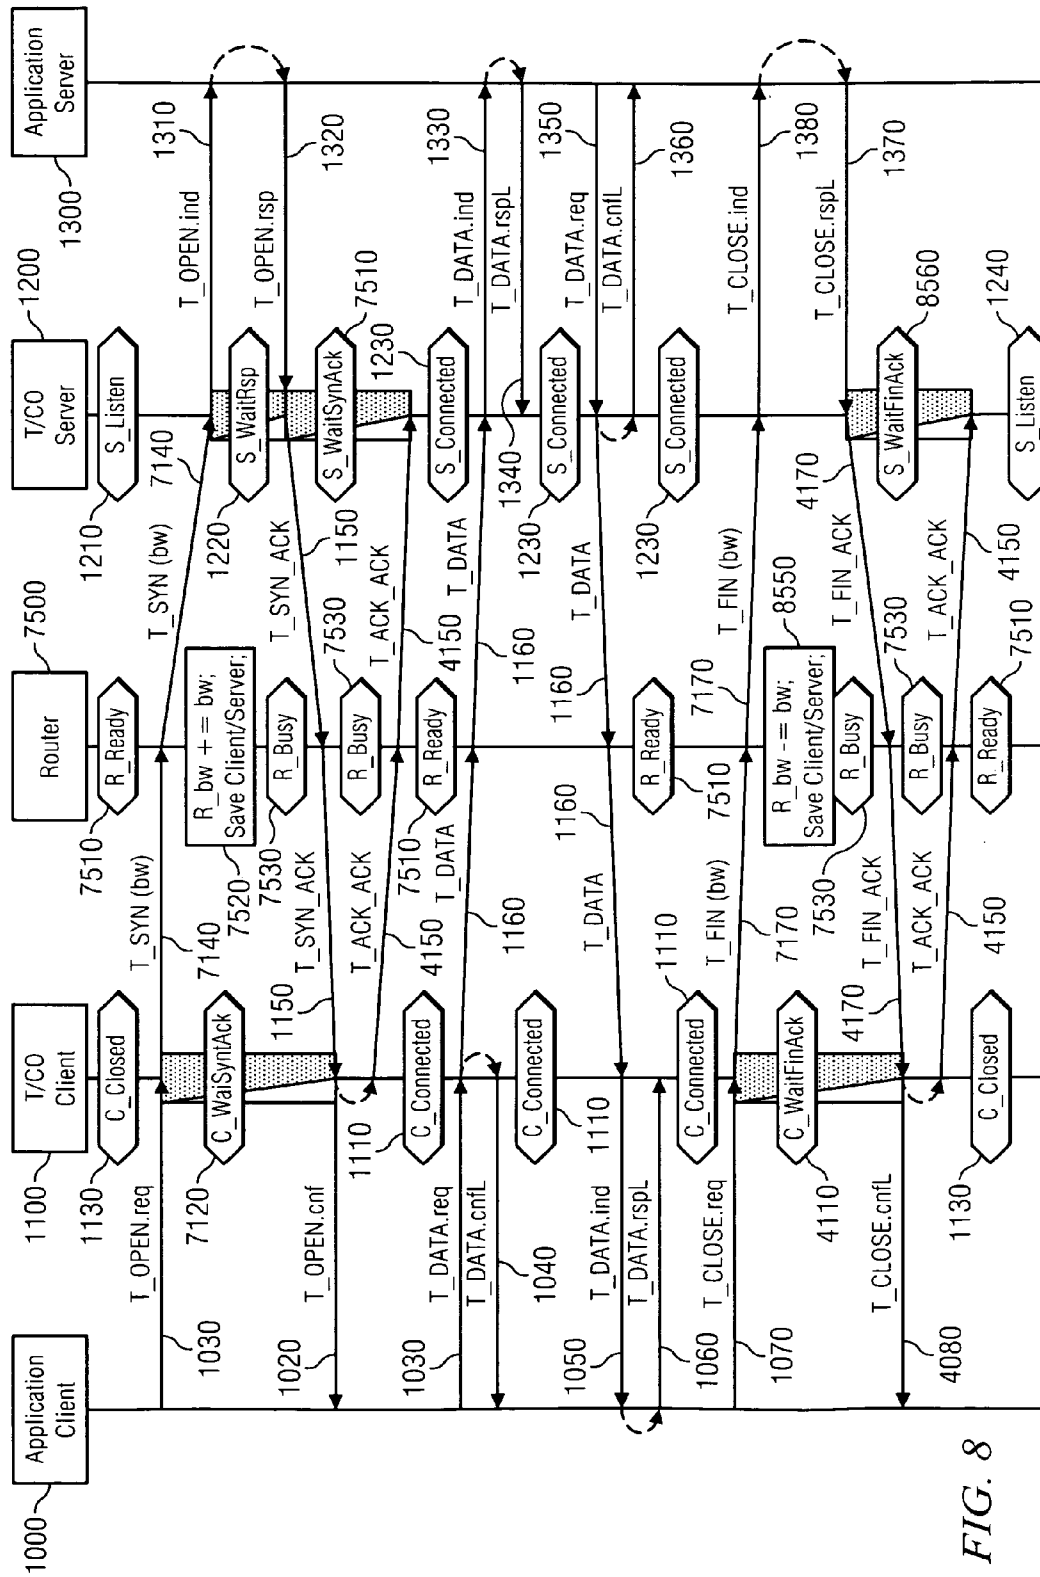 1000
Application
Client
1100
T/CO
Client
7500
Router
1200
T/CO
Server
1300
Application
Server
1130
C_Closed
7510
R_Ready
1210
S_Listen
T_OPEN.req
1030
T_SYN (bw)
7140
T_SYN (bw)
7140
T_OPEN.ind
1310
7120
C_WaiSyntAck
R_bw += bw;
Save Client/Server;
7520
1220
S_WaitRsp
7530
R_Busy
T_OPEN.rsp
1320
T_SYN_ACK
1150
T_SYN_ACK
1150
T_OPEN.cnf
1020
R_Busy
7530
S_WaitSynAck
7510
T_ACK_ACK
4150
T_ACK_ACK
4150
1110
C_Connected
7510
R_Ready
1230
S_Connected
T_DATA.req
1030
T_DATA
1160
T_DATA
1160
T_DATA.ind
1330
T_DATA.cnfL
1040
T_DATA.rspL
1340
C_Connected
1110
1230
S_Connected
T_DATA.req
1350
T_DATA
1160
T_DATA
1160
T_DATA.ind
1050
T_DATA.cnfL
1360
T_DATA.rspL
1060
R_Ready
7510
1230
S_Connected
1110
C_Connected
T_CLOSE.req
1070
T_FIN (bw)
7170
T_FIN (bw)
7170
T_CLOSE.ind
1380
4110
C_WaitFinAck
R_bw -= bw;
Save Client/Server;
8550
7530
R_Busy
T_CLOSE.rspL
1370
4170
T_FIN_ACK
S_WaitFinAck
8560
T_FIN_ACK
4170
T_CLOSE.cnfL
4080
R_Busy
7530
T_ACK_ACK
4150
T_ACK_ACK
4150
1130
C_Closed
R_Ready
7510
S_Listen
1240
FIG. 8